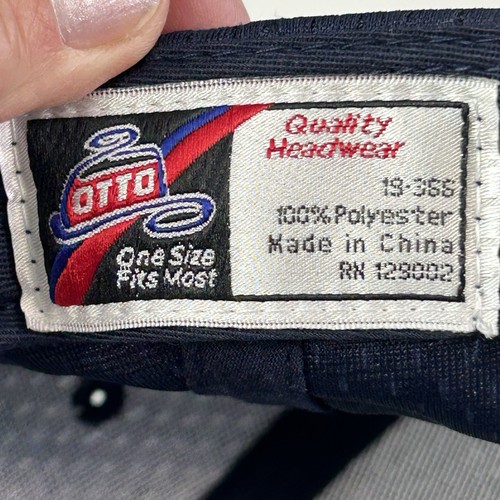 OTTO
One Size
Fits Most
Quality
Headwear
19-366
100% Polyester
Made in China
RN 129002